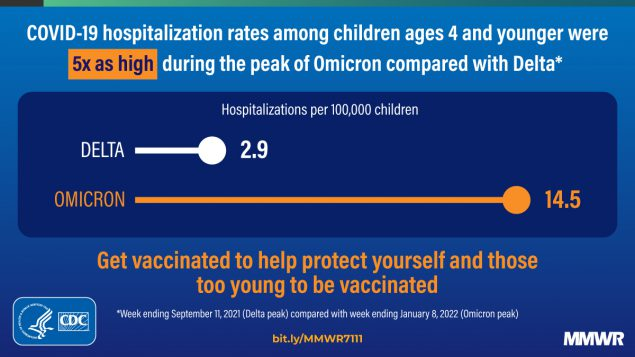 COVID-19 hospitalization rates among children ages 4 and younger were
5x as high during the peak of Omicron compared with Delta*
Hospitalizations per 100,000 children
DELTA 2.9
OMICRON 14.5
Get vaccinated to help protect yourself and those
too young to be vaccinated
*Week ending September 11, 2021 (Delta peak) compared with week ending January 8, 2022 (Omicron peak)
CDC
bit.ly/MMWR7111
MMWR